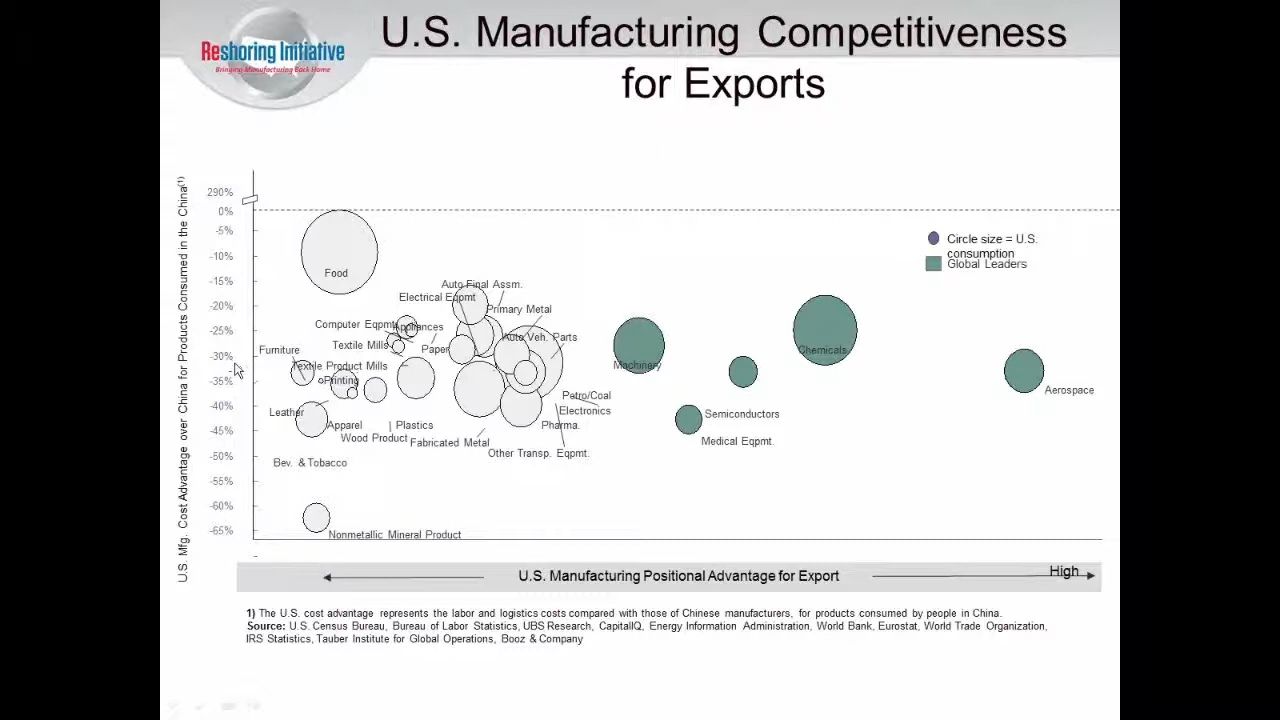 Reshoring Initiative
Bringing Manufacturing Back Home
U.S. Manufacturing Competitiveness
for Exports
U.S. Mfg. Cost Advantage over China for Products Consumed in the China(1)
290%
0%
-5%
-10%
-15%
-20%
-25%
-30%
-35%
-40%
-45%
-50%
-55%
-60%
-65%
Circle size = U.S.
consumption
Global Leaders
Food
Auto Final Assm.
Electrical Eqpmt
Primary Metal
Computer Eqpmt
Appliances
Auto Veh. Parts
Textile Mills
Paper
Furniture
Textile Product Mills
Printing
Machinery
Chemicals
Aerospace
Petro/Coal
Electronics
Leather
Semiconductors
Apparel
Plastics
Pharma.
Wood Product
Fabricated Metal
Medical Eqpmt.
Other Transp. Eqpmt.
Bev. & Tobacco
Nonmetallic Mineral Product
U.S. Manufacturing Positional Advantage for Export
High
1) The U.S. cost advantage represents the labor and logistics costs compared with those of Chinese manufacturers, for products consumed by people in China.
Source: U.S. Census Bureau, Bureau of Labor Statistics, UBS Research, CapitalIQ, Energy Information Administration, World Bank, Eurostat, World Trade Organization,
IRS Statistics, Tauber Institute for Global Operations, Booz & Company